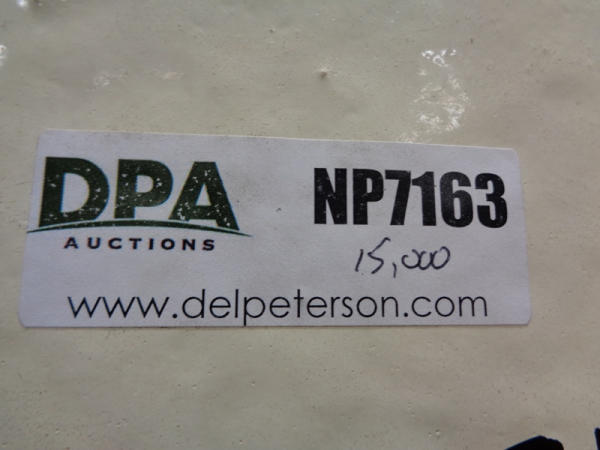 DPA
AUCTIONS
NP7163
15,000
www.delpeterson.com